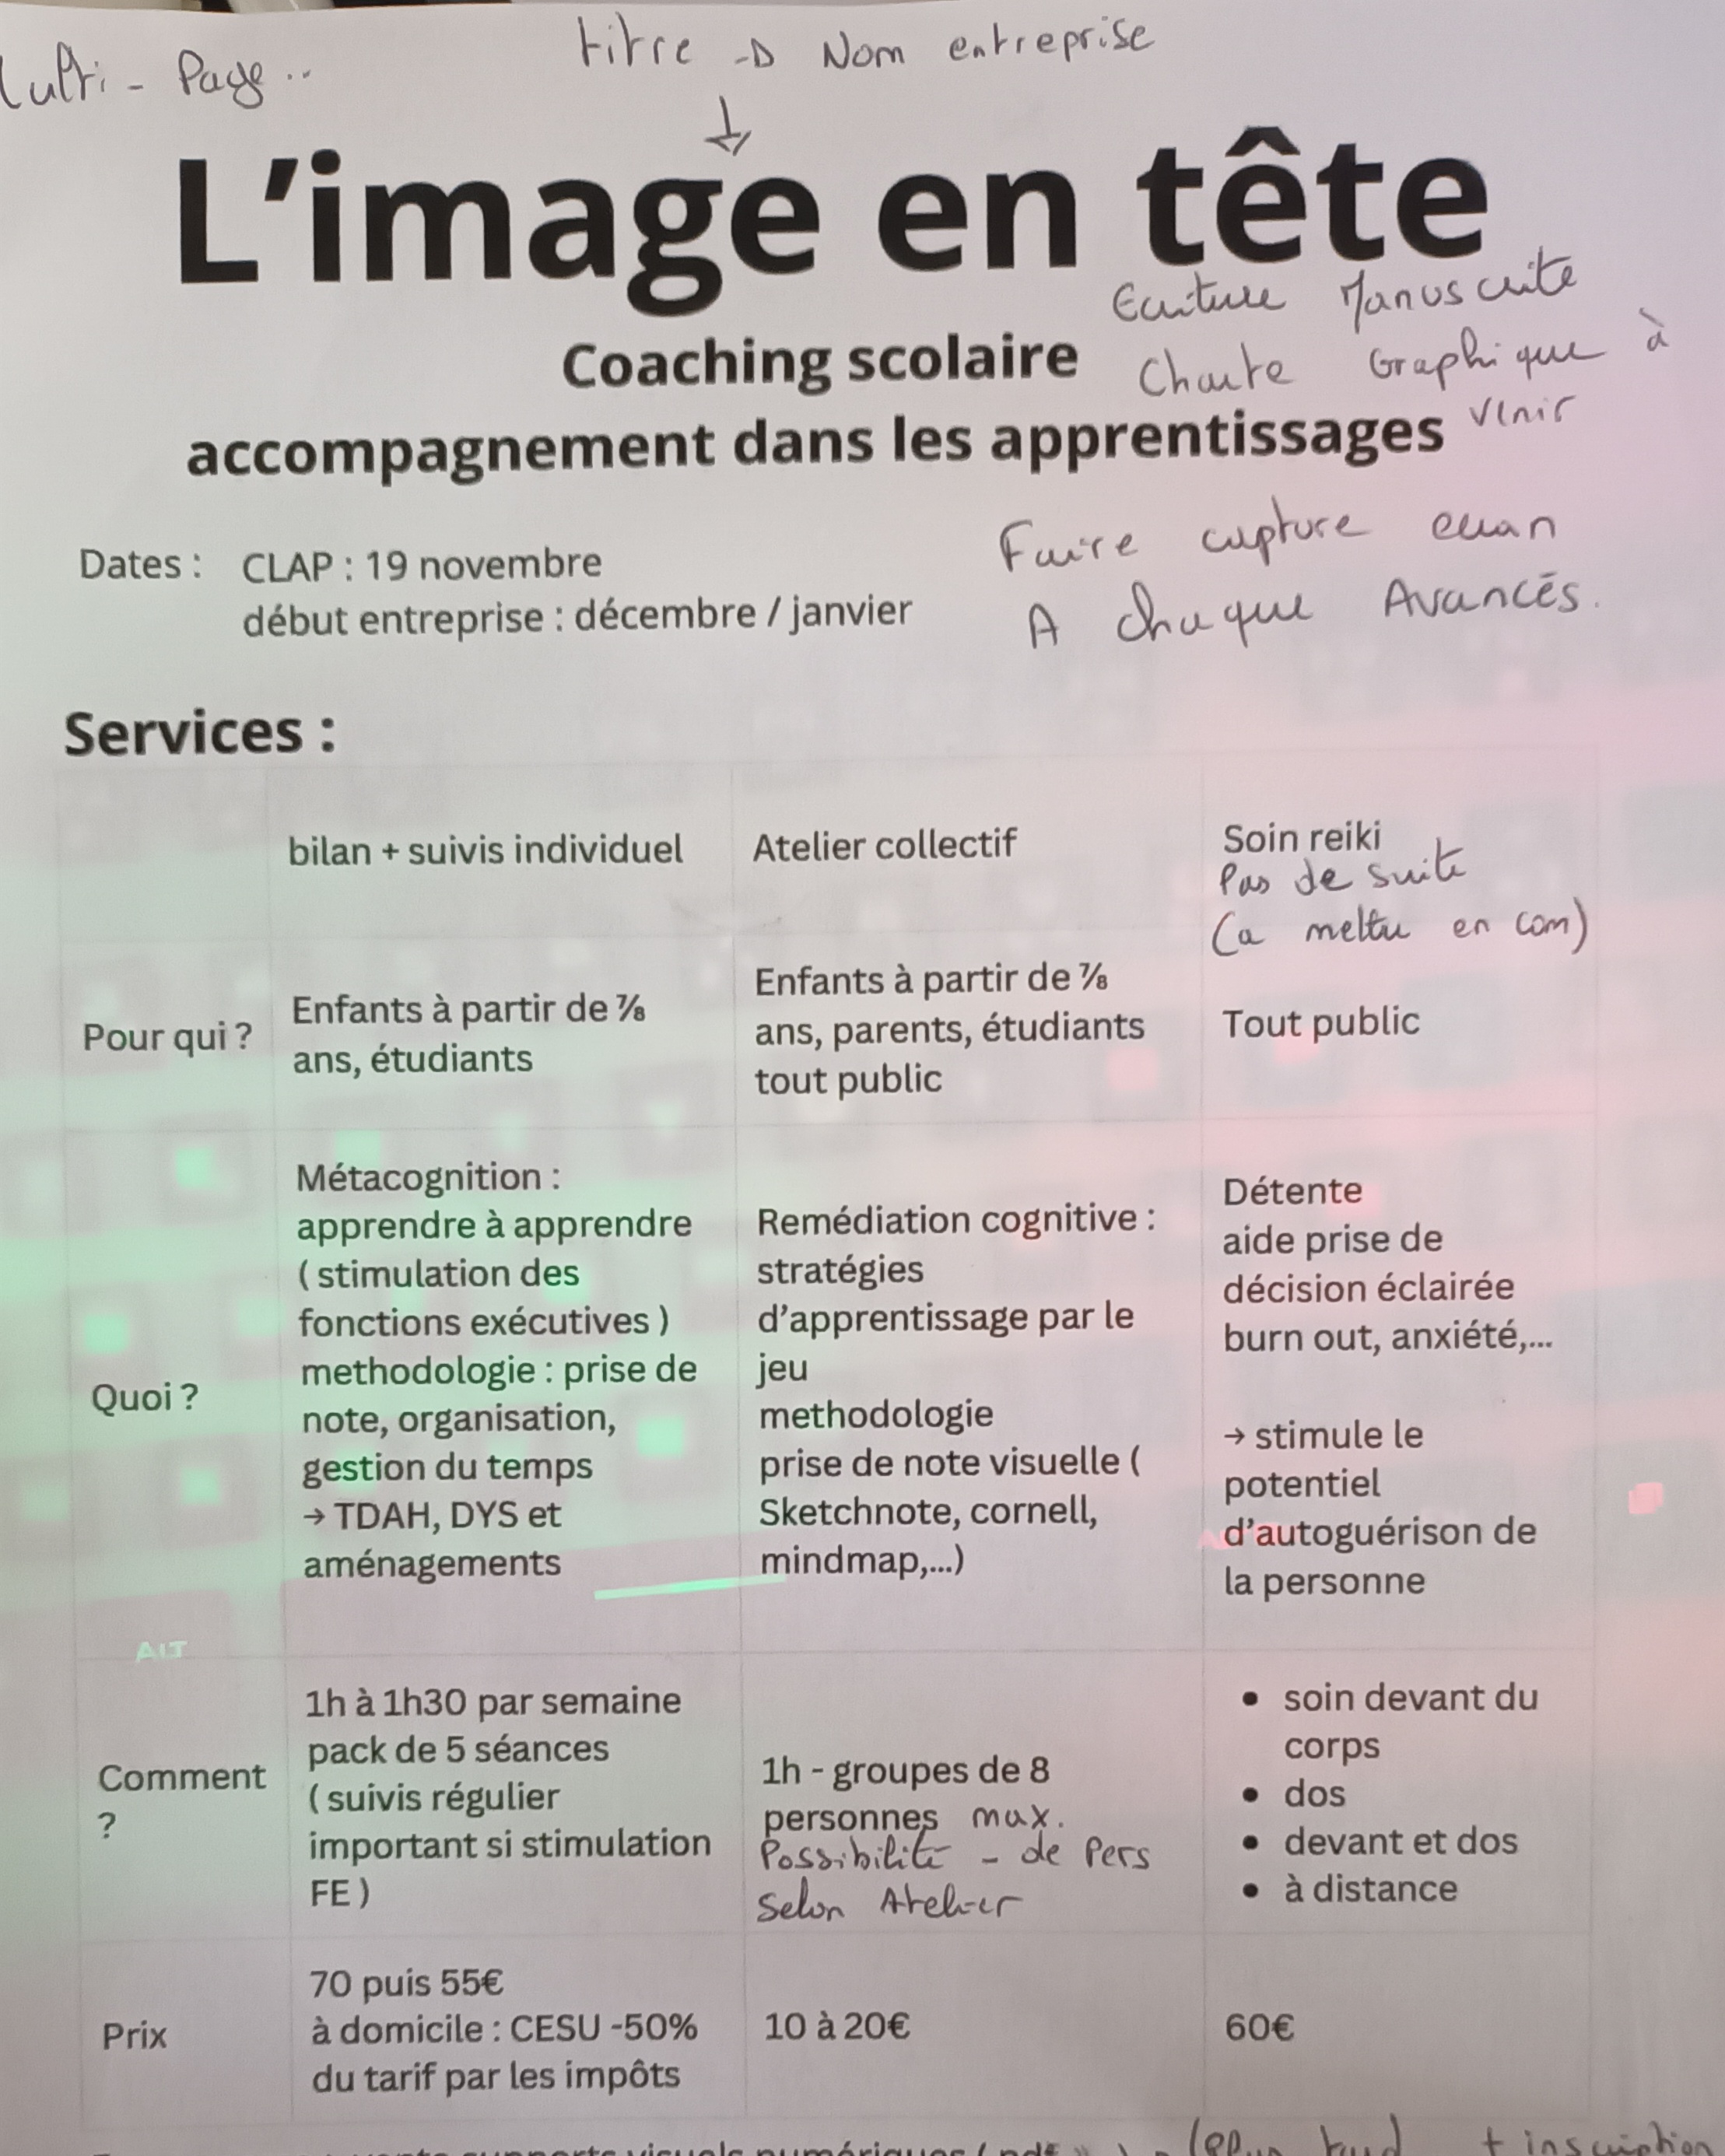 ulti - Page ..
titre -> Nom entreprise
L'image en tête
Ecriture Manuscrite
Coaching scolaire
Charte Graphique à
venir
accompagnement dans les apprentissages
Dates : CLAP : 19 novembre
début entreprise : décembre / janvier
Faire capture ecran
A chaque Avancés.
Services :
bilan + suivis individuel
Atelier collectif
Soin reiki
Pas de suite
(a mettre en com)
Pour qui ?
Enfants à partir de ⅞
ans, étudiants
Enfants à partir de ⅞
ans, parents, étudiants
tout public
Tout public
Quoi ?
Métacognition :
apprendre à apprendre
( stimulation des
fonctions exécutives )
methodologie : prise de
note, organisation,
gestion du temps
→ TDAH, DYS et
aménagements
Remédiation cognitive :
stratégies
d'apprentissage par le
jeu
methodologie
prise de note visuelle (
Sketchnote, cornell,
mindmap,...)
Détente
aide prise de
décision éclairée
burn out, anxiété,...
→ stimule le
potentiel
d'autoguérison de
la personne
ALT
Comment
?
1h à 1h30 par semaine
pack de 5 séances
( suivis régulier
important si stimulation
FE )
1h - groupes de 8
personnes max.
Possibilité - de Pers
Selon Atelier
• soin devant du
corps
• dos
• devant et dos
• à distance
Prix
70 puis 55€
à domicile : CESU -50%
du tarif par les impôts
10 à 20€
60€
supports visuels numériques ( pdf
+ inscription